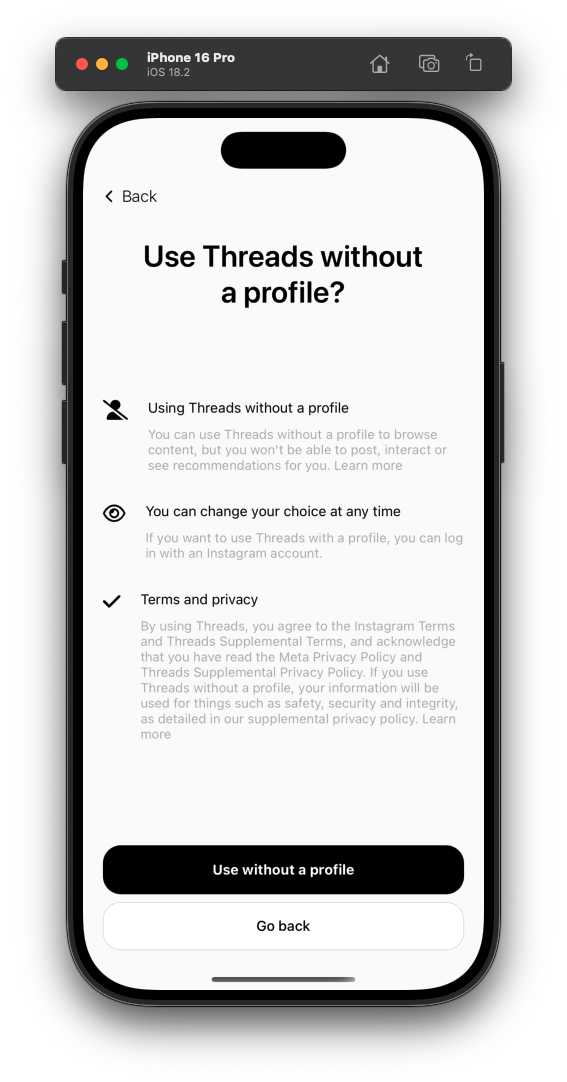 iPhone 16 Pro
iOS 18.2
Back
Use Threads without
a profile?
Using Threads without a profile
You can use Threads without a profile to browse
content, but you won't be able to post, interact or
see recommendations for you. Learn more
You can change your choice at any time
If you want to use Threads with a profile, you can log
in with an Instagram account.
Terms and privacy
By using Threads, you agree to the Instagram Terms
and Threads Supplemental Terms, and acknowledge
that you have read the Meta Privacy Policy and
Threads Supplemental Privacy Policy. If you use
Threads without a profile, your information will be
used for things such as safety, security and integrity,
as detailed in our supplemental privacy policy. Learn
more
Use without a profile
Go back